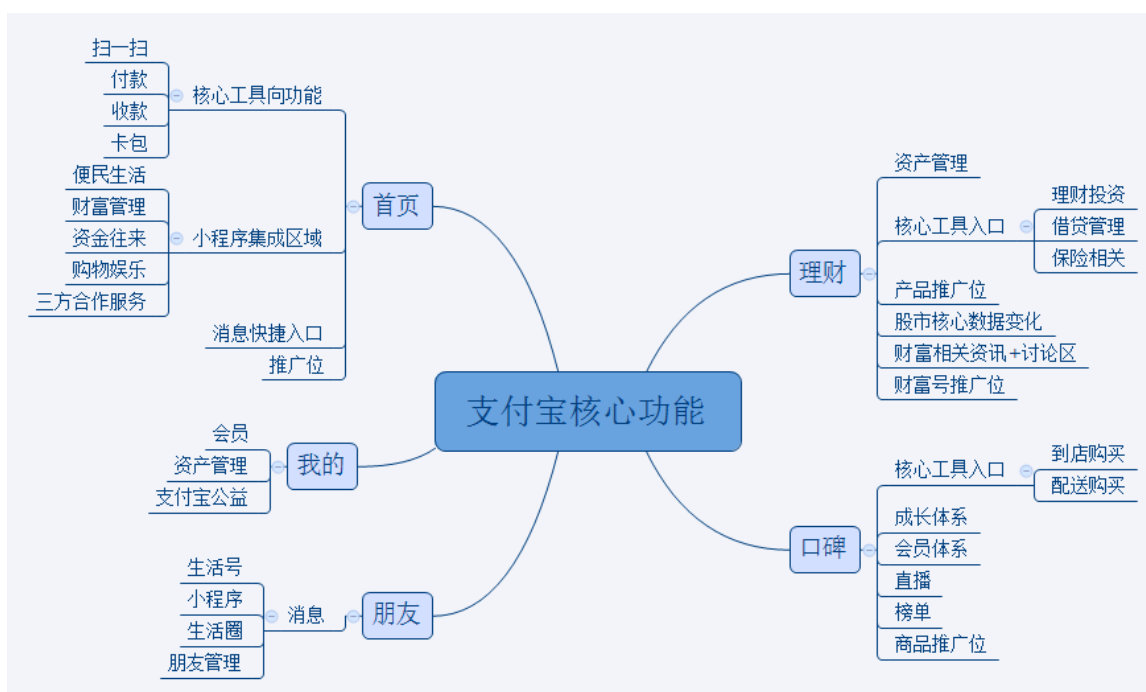 支付宝核心功能
首页
核心工具向功能
扫一扫
付款
收款
卡包
小程序集成区域
便民生活
财富管理
资金往来
购物娱乐
三方合作服务
消息快捷入口
推广位
我的
会员
资产管理
支付宝公益
朋友
消息
生活号
小程序
生活圈
朋友管理
理财
资产管理
核心工具入口
理财投资
借贷管理
保险相关
产品推广位
股市核心数据变化
财富相关资讯+讨论区
财富号推广位
口碑
核心工具入口
到店购买
配送购买
成长体系
会员体系
直播
榜单
商品推广位